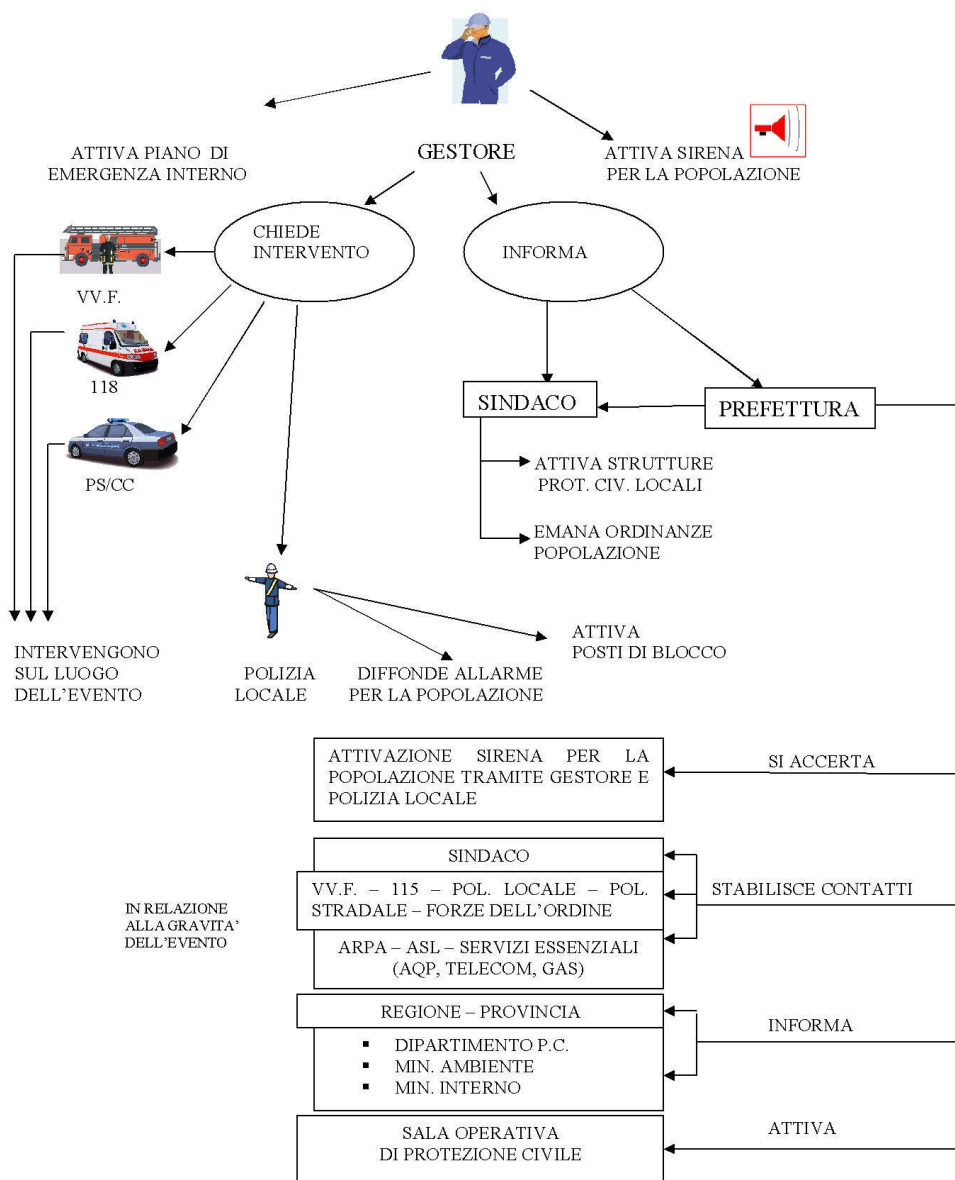 ATTIVA PIANO DI
EMERGENZA INTERNO
GESTORE
ATTIVA SIRENA
PER LA POPOLAZIONE
CHIEDE
INTERVENTO
INFORMA
VV.F.
118
PS/CC
SINDACO
PREFETTURA
ATTIVA STRUTTURE
PROT. CIV. LOCALI
EMANA ORDINANZE
POPOLAZIONE
INTERVENGONO
SUL LUOGO
DELL'EVENTO
POLIZIA
LOCALE
DIFFONDE ALLARME
PER LA POPOLAZIONE
ATTIVA
POSTI DI BLOCCO
ATTIVAZIONE SIRENA PER LA
POPOLAZIONE TRAMITE GESTORE E
POLIZIA LOCALE
SI ACCERTA
IN RELAZIONE
ALLA GRAVITA'
DELL'EVENTO
SINDACO
VV.F. – 115 – POL. LOCALE – POL.
STRADALE – FORZE DELL'ORDINE
ARPA – ASL – SERVIZI ESSENZIALI
(AQP, TELECOM, GAS)
STABILISCE CONTATTI
REGIONE – PROVINCIA
▪ DIPARTIMENTO P.C.
▪ MIN. AMBIENTE
▪ MIN. INTERNO
INFORMA
SALA OPERATIVA
DI PROTEZIONE CIVILE
ATTIVA